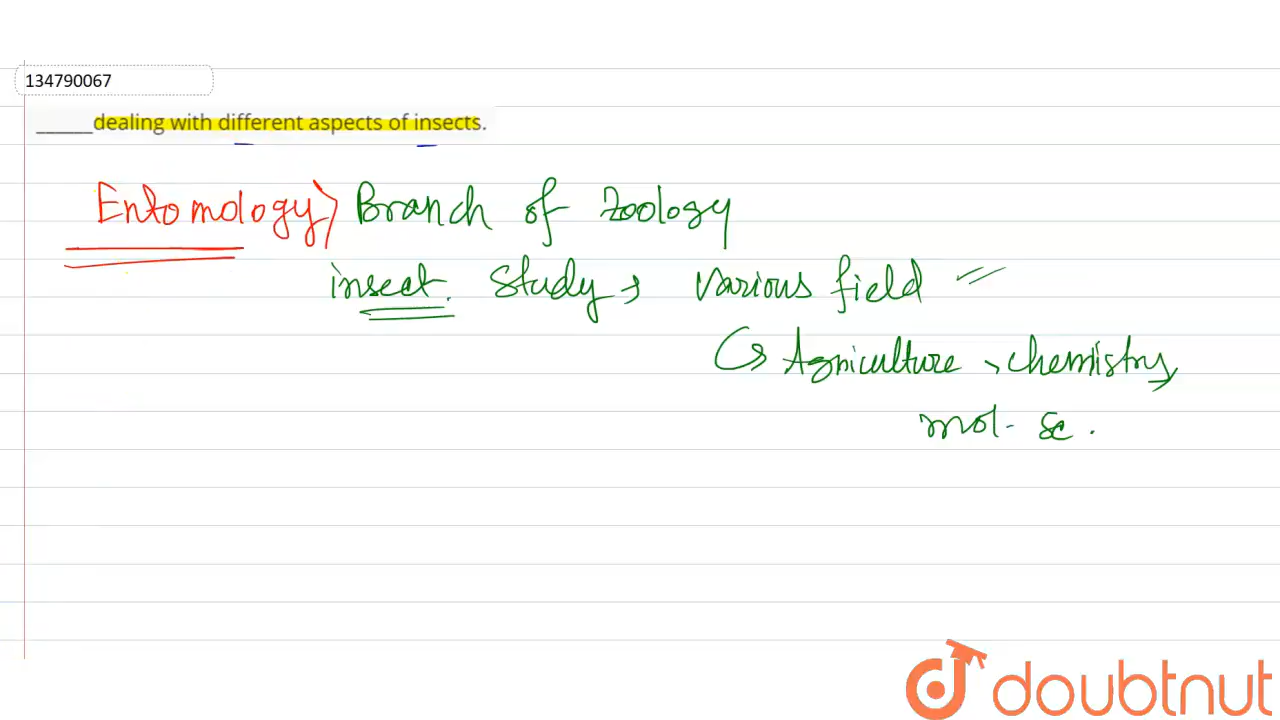 134790067
______dealing with different aspects of insects.
Entomology) Branch of Zoology
insect. Study → Various field
↳ Agriculture, chemistry,
mol. Sc.
doubtnut